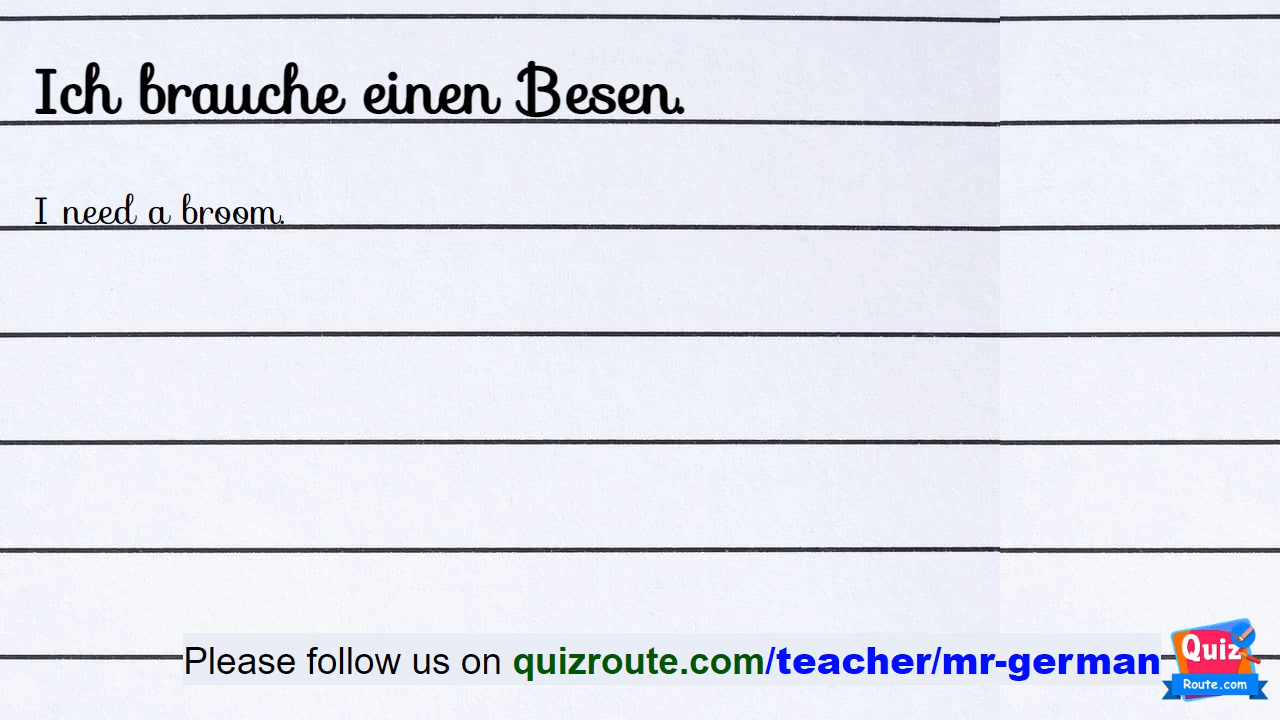 Ich brauche einen Besen.
I need a broom.
Please follow us on quizroute.com/teacher/mr-german
Quiz
Route.com